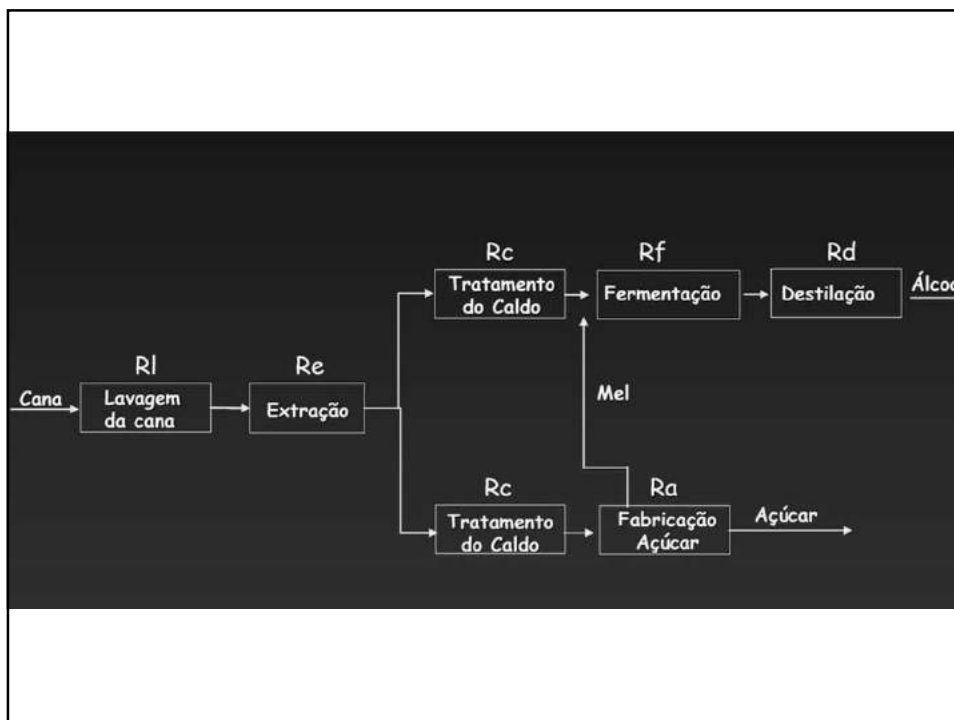 Rc
Tratamento
do Caldo
Rf
Fermentação
Rd
Destilação
Cana
Rl
Lavagem
da cana
Re
Extração
Mel
Rc
Tratamento
do Caldo
Ra
Fabricação
Açúcar
Açúcar